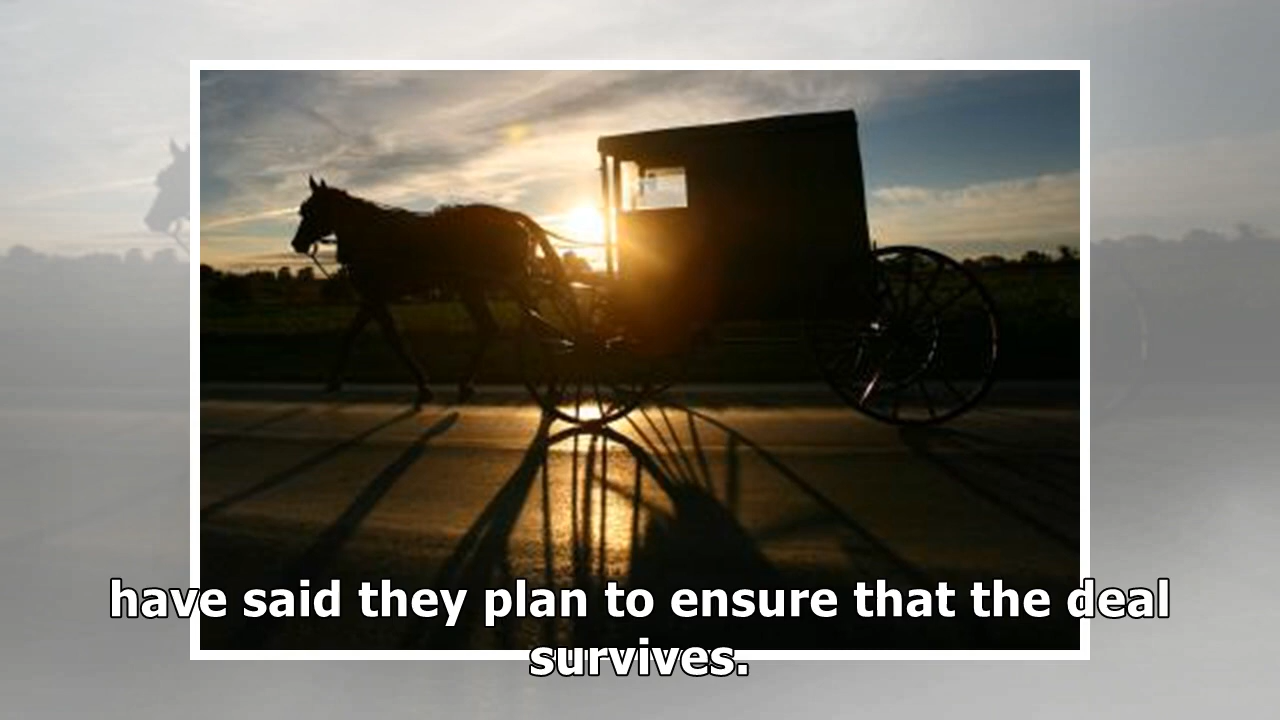 have said they plan to ensure that the deal
survives.